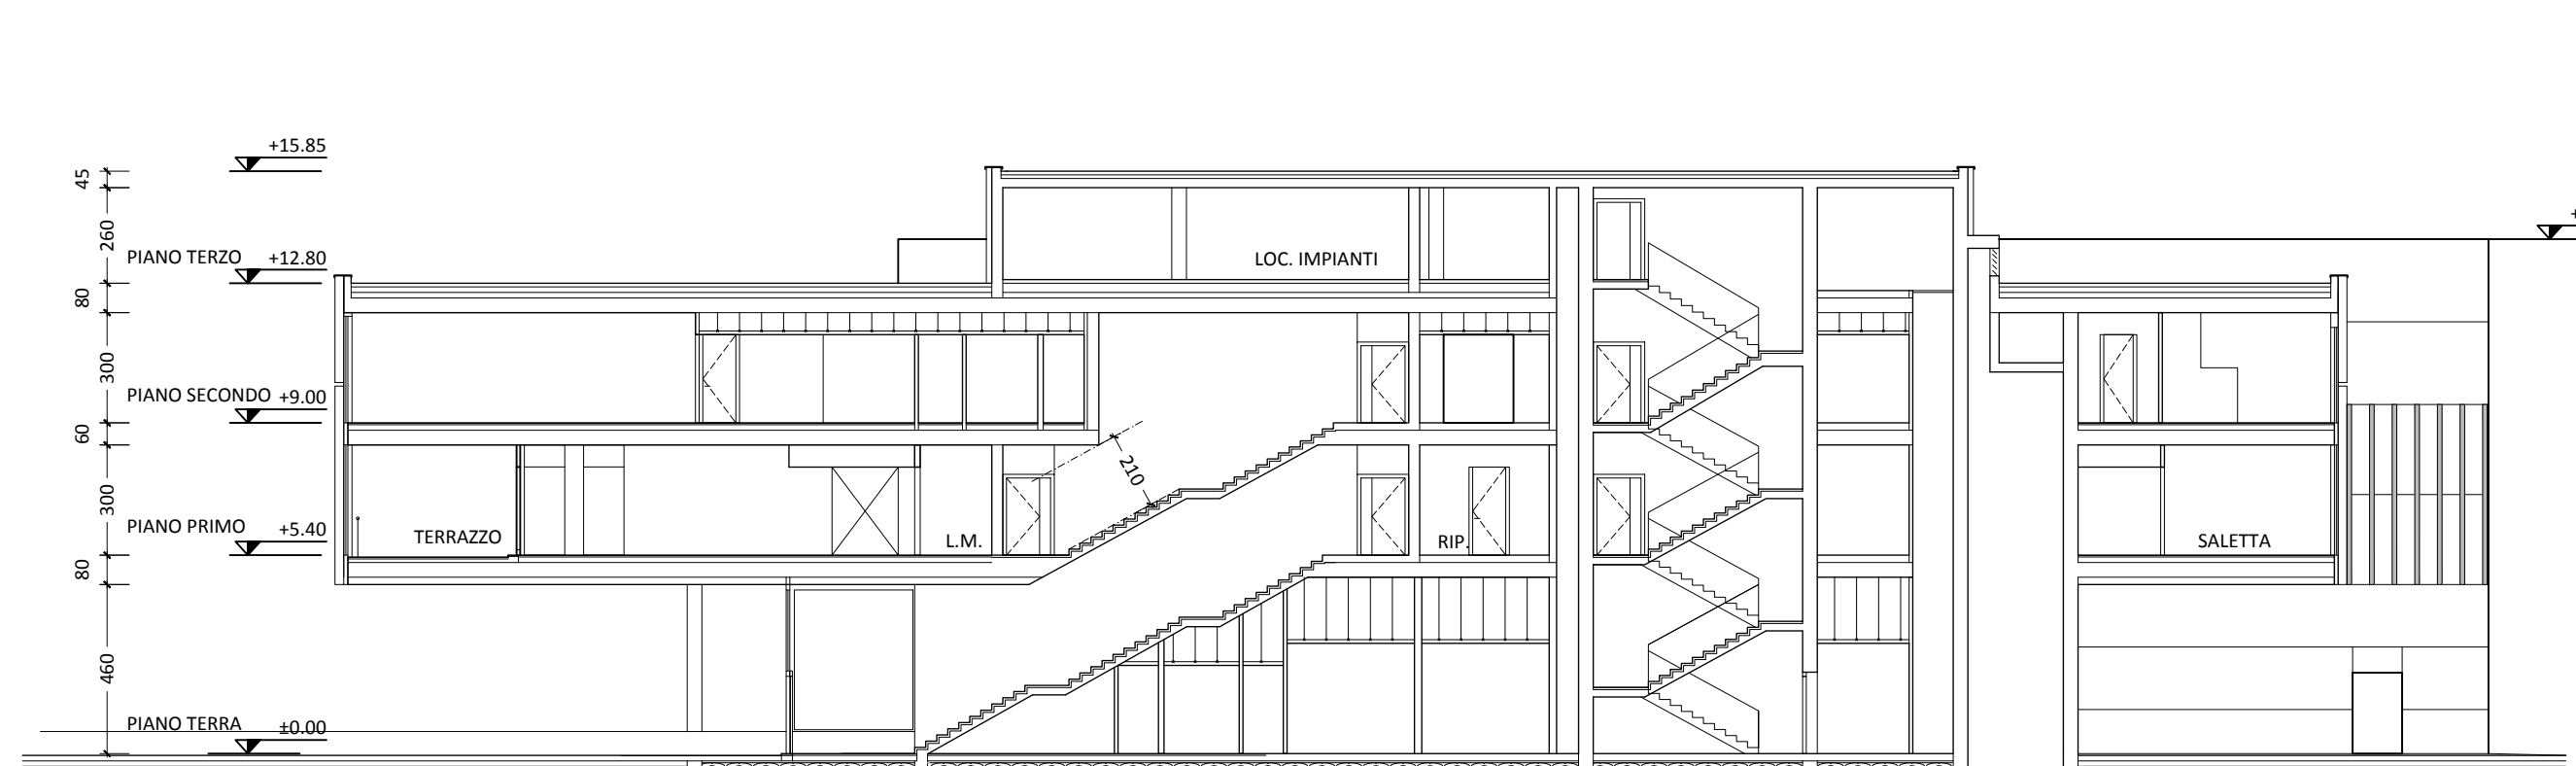 +15.85
45
260
PIANO TERZO +12.80
80
LOC. IMPIANTI
300
PIANO SECONDO +9.00
60
210
300
PIANO PRIMO +5.40
TERRAZZO
L.M.
RIP.
SALETTA
80
460
PIANO TERRA ±0.00